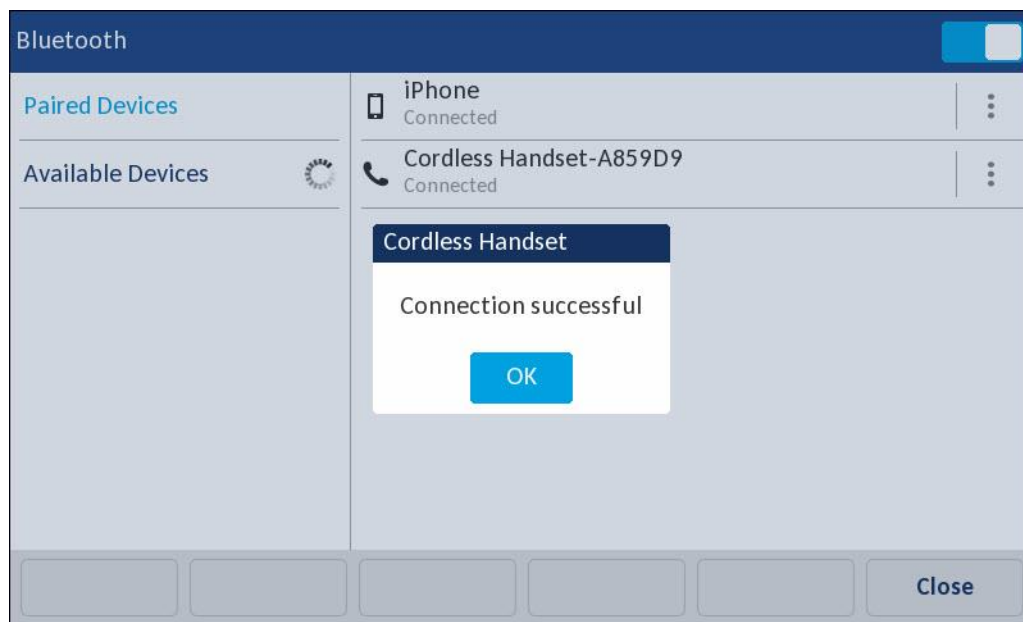 Bluetooth
Paired Devices
Available Devices
iPhone
Connected
Cordless Handset-A859D9
Connected
Cordless Handset
Connection successful
OK
Close